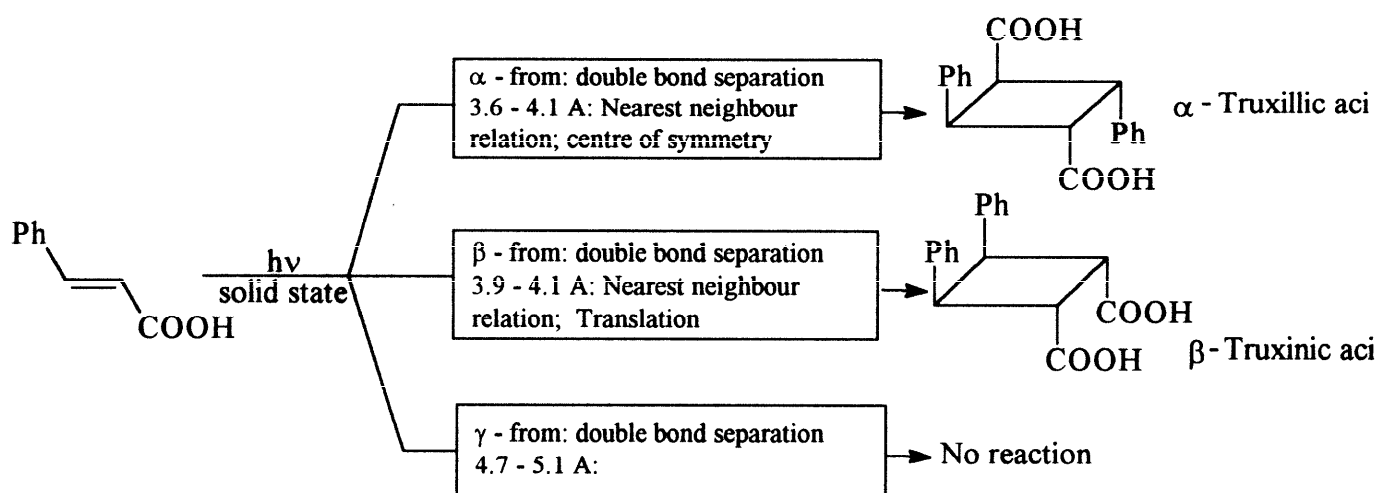 COOH
Ph
α - from: double bond separation
3.6 - 4.1 A: Nearest neighbour
relation; centre of symmetry
α - Truxillic aci
Ph
COOH
Ph
hν
solid state
COOH
β - from: double bond separation
3.9 - 4.1 A: Nearest neighbour
relation; Translation
Ph
Ph
COOH
COOH
β - Truxinic aci
γ - from: double bond separation
4.7 - 5.1 A:
No reaction